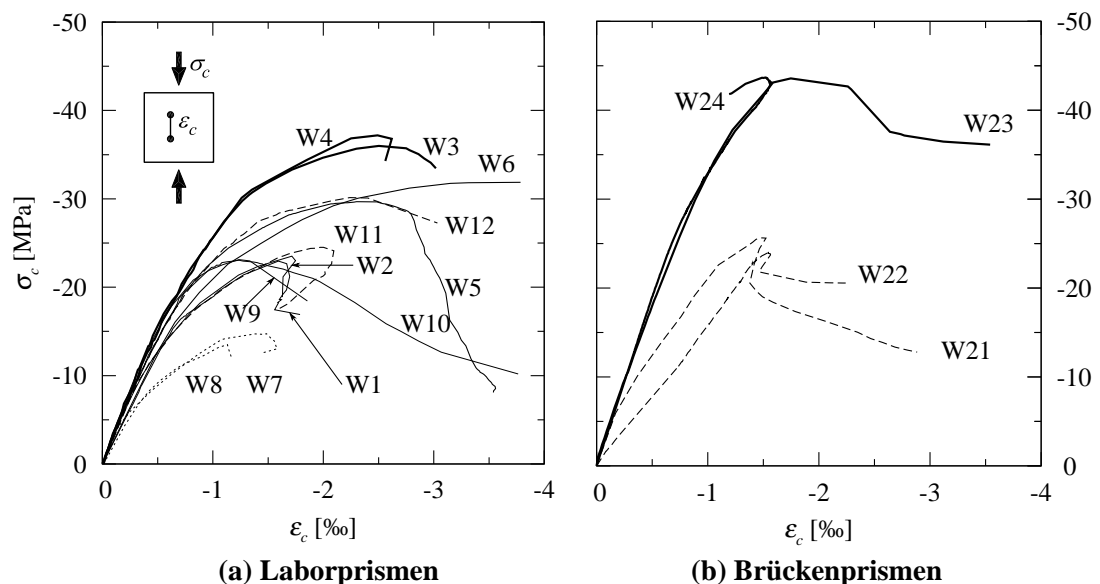 -50
-40
-30
-20
-10
0
σc [MPa]
0
-1
-2
-3
-4
εc [‰]
σc
εc
W4
W3
W6
W12
W11
W2
W5
W9
W10
W8
W7
W1
(a) Laborprismen
W24
W23
W22
W21
-50
-40
-30
-20
-10
0
0
-1
-2
-3
-4
εc [‰]
(b) Brückenprismen